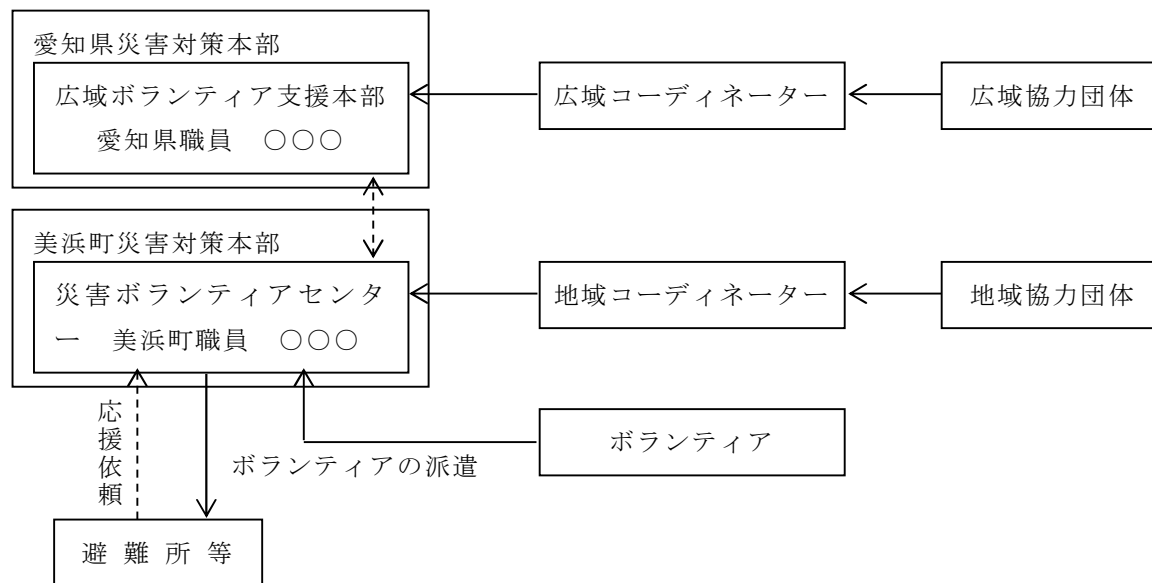 愛知県災害対策本部
広域ボランティア支援本部
愛知県職員　○○○
広域コーディネーター
広域協力団体
美浜町災害対策本部
災害ボランティアセンタ
ー　美浜町職員　○○○
地域コーディネーター
地域協力団体
応援依頼
ボランティアの派遣
ボランティア
避 難 所 等